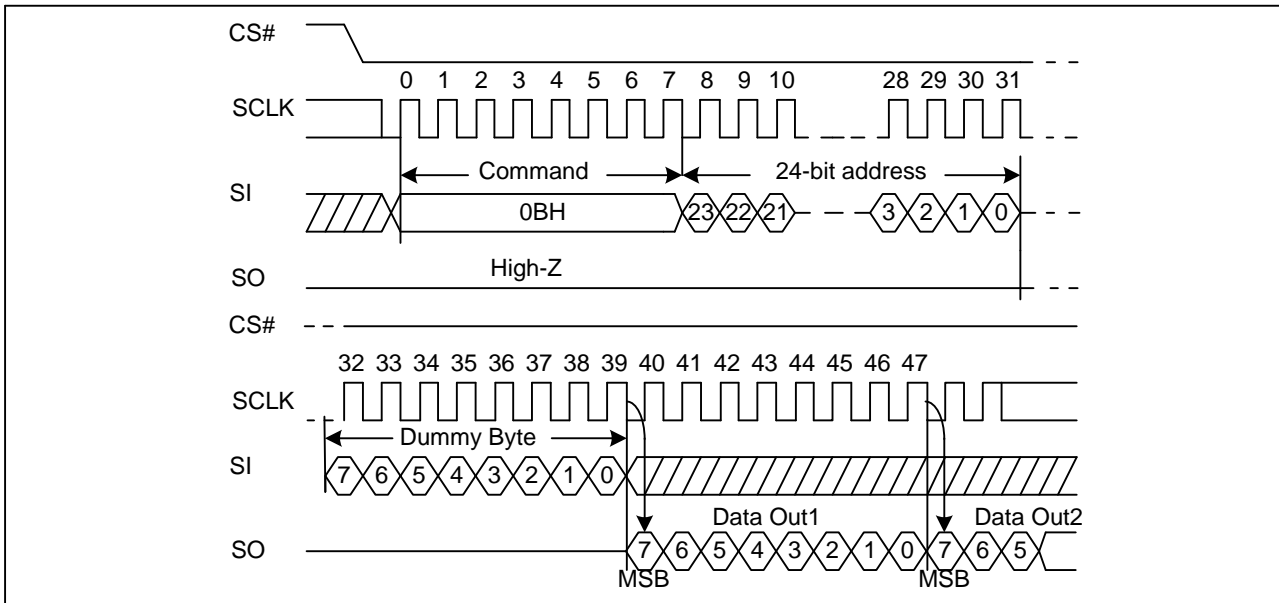 CS#
0 1 2 3 4 5 6 7 8 9 10 28 29 30 31
SCLK
Command 24-bit address
SI
0BH 23 22 21 3 2 1 0
High-Z
SO
CS#
32 33 34 35 36 37 38 39 40 41 42 43 44 45 46 47
SCLK
Dummy Byte
SI
7 6 5 4 3 2 1 0
Data Out1 Data Out2
SO 7 6 5 4 3 2 1 0 7 6 5
MSB MSB